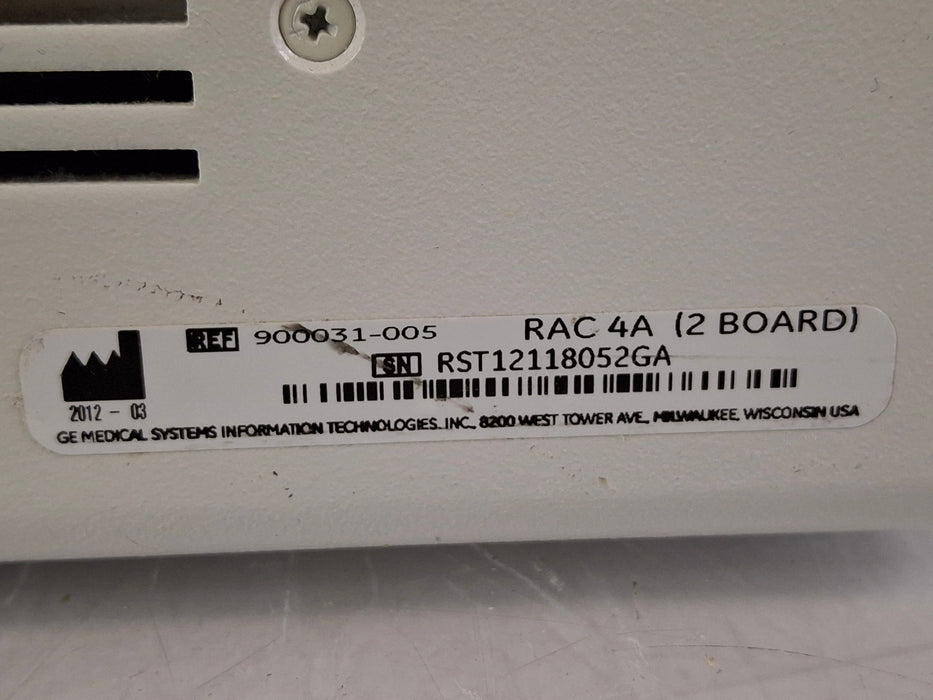 REF 900031-005 RAC 4A (2 BOARD)
SN RST12118052GA
2012 - 03
GE MEDICAL SYSTEMS INFORMATION TECHNOLOGIES. INC., 8200 WEST TOWER AVE., MILWAUKEE, WISCONSIN USA